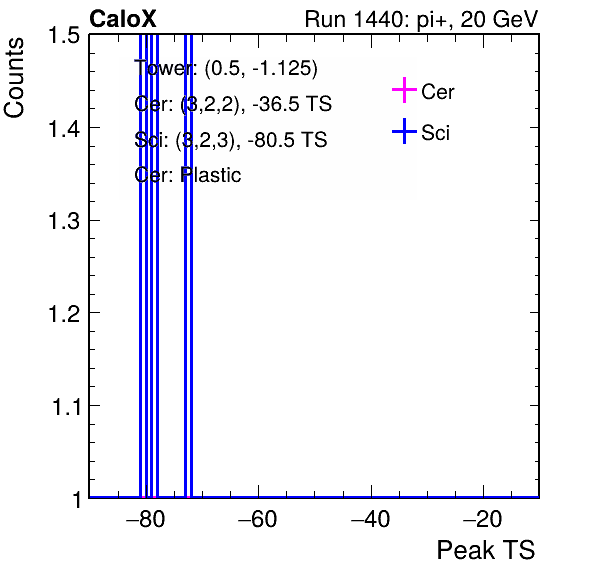 CaloX Run 1440: pi+, 20 GeV
Counts
Tower: (0.5, -1.125)
Cer: (3,2,2), -36.5 TS
Sci: (3,2,3), -80.5 TS
Cer: Plastic
Cer
Sci
1.5
1.4
1.3
1.2
1.1
1
−80 −60 −40 −20
Peak TS